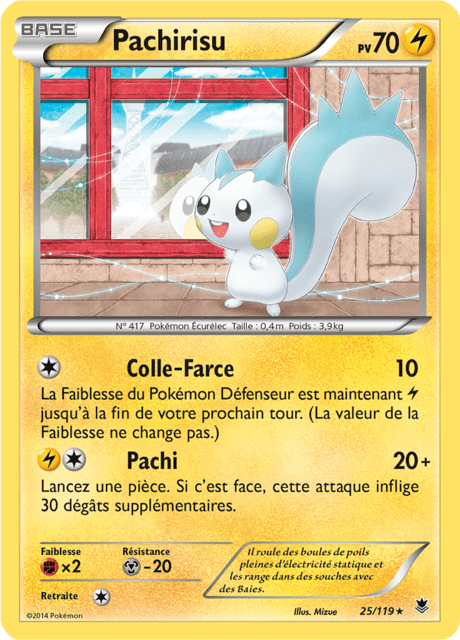 BASE
Pachirisu
PV70
N° 417 Pokémon Écurélec Taille : 0,4m Poids : 3,9kg
Colle-Farce 10
La Faiblesse du Pokémon Défenseur est maintenant
jusqu'à la fin de votre prochain tour. (La valeur de la
Faiblesse ne change pas.)
Pachi 20+
Lancez une pièce. Si c'est face, cette attaque inflige
30 dégâts supplémentaires.
Faiblesse
×2
Résistance
-20
Retraite
Il roule des boules de poils
pleines d'électricité statique et
les range dans des souches avec
des Baies.
Illus. Mizue
25/119
©2014 Pokémon